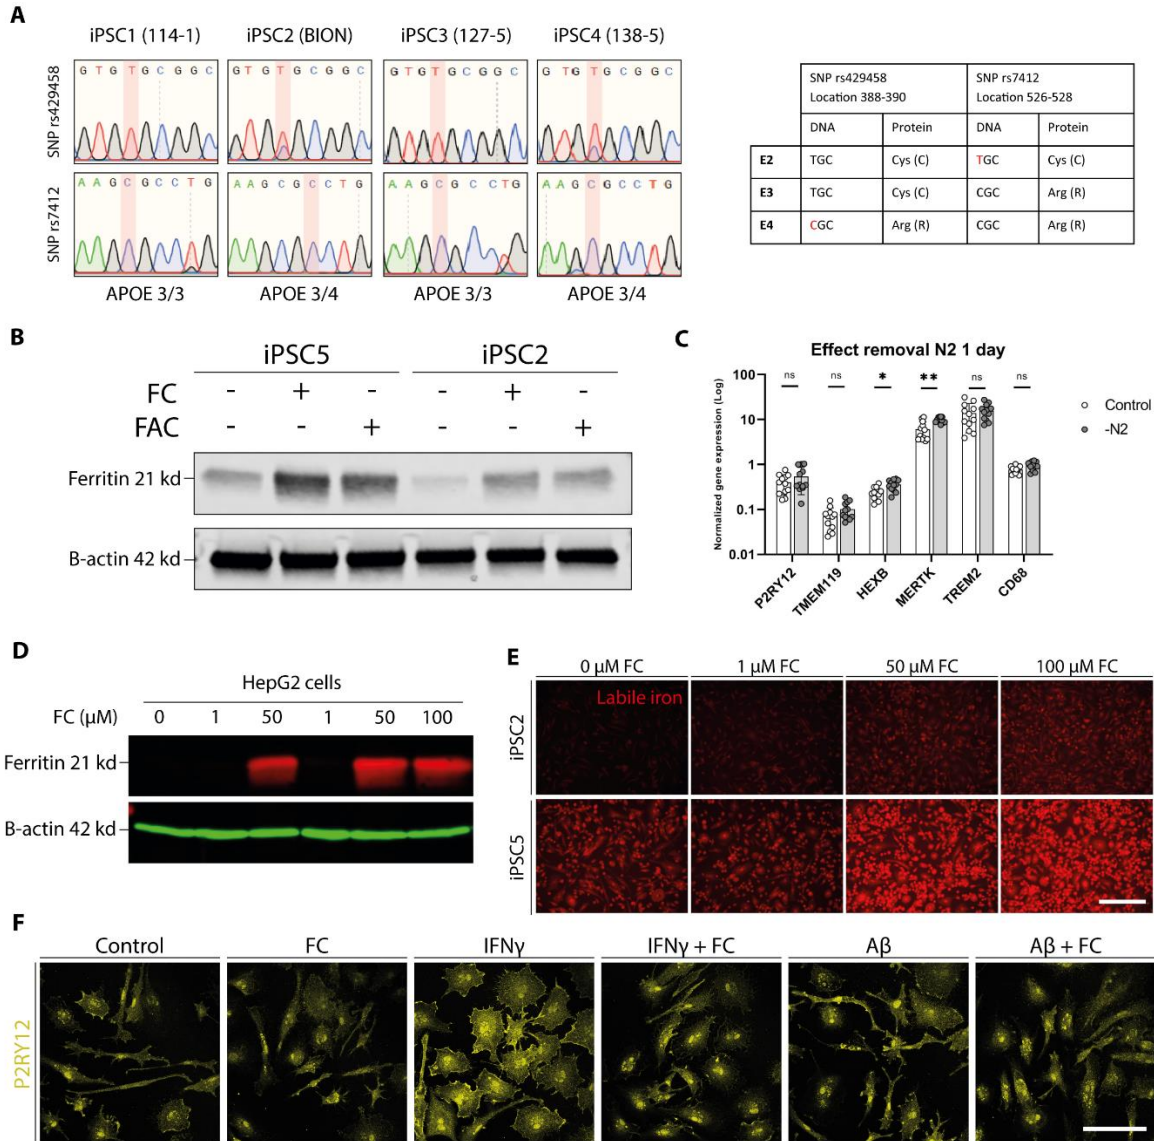 A
iPSC1 (114-1) iPSC2 (BION) iPSC3 (127-5) iPSC4 (138-5)
SNP rs429458
G T G T G C G G C G T G T G C G G C G T G T G C G G C G T G T G C G G C
SNP rs7412
A A G C G C C T G A A G C G C C T G A A G C G C C T G A A G C G C C T G
APOE 3/3 APOE 3/4 APOE 3/3 APOE 3/4
SNP rs429458 SNP rs7412
Location 388-390 Location 526-528
DNA Protein DNA Protein
E2 TGC Cys (C) TGC Cys (C)
E3 TGC Cys (C) CGC Arg (R)
E4 CGC Arg (R) CGC Arg (R)
B
iPSC5 iPSC2
FC - + - - + -
FAC - - + - - +
Ferritin 21 kd
B-actin 42 kd
C
Effect removal N2 1 day
Normalized gene expression (Log)
100
10
1
0.1
0.01
ns ns * ** ns ns
P2RY12 TMEM119 HEXB MERTK TREM2 CD68
Control
-N2
D
HepG2 cells
FC (μM) 0 1 50 1 50 100
Ferritin 21 kd
B-actin 42 kd
E
0 μM FC 1 μM FC 50 μM FC 100 μM FC
Labile iron
iPSC2
iPSC5
F
Control FC IFNγ IFNγ + FC Aβ Aβ + FC
P2RY12